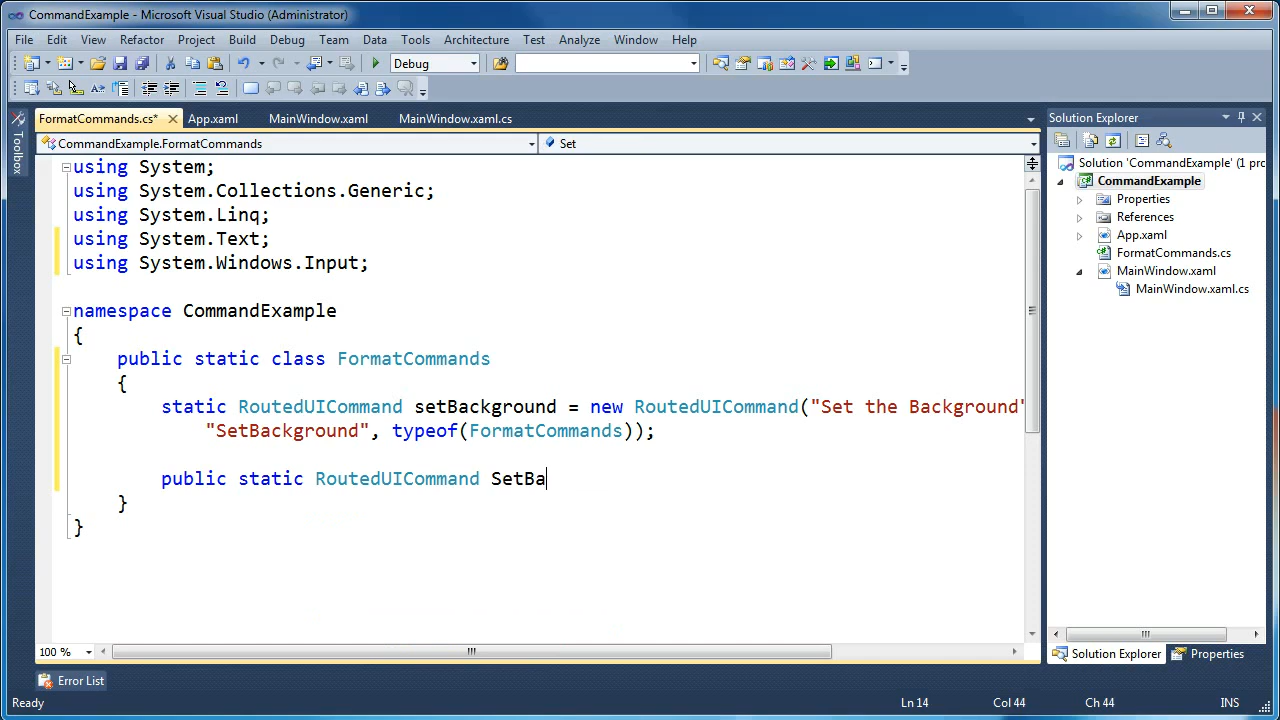 CommandExample - Microsoft Visual Studio (Administrator)
File Edit View Refactor Project Build Debug Team Data Tools Architecture Test Analyze Window Help
Debug
FormatCommands.cs* App.xaml MainWindow.xaml MainWindow.xaml.cs
CommandExample.FormatCommands Set
Toolbox
using System;
using System.Collections.Generic;
using System.Linq;
using System.Text;
using System.Windows.Input;
namespace CommandExample
{
public static class FormatCommands
{
static RoutedUICommand setBackground = new RoutedUICommand("Set the Background"
"SetBackground", typeof(FormatCommands));
public static RoutedUICommand SetBa
}
}
100 %
Solution Explorer
Solution 'CommandExample' (1 proj
CommandExample
Properties
References
App.xaml
FormatCommands.cs
MainWindow.xaml
MainWindow.xaml.cs
Solution Explorer Properties
Error List
Ready Ln 14 Col 44 Ch 44 INS